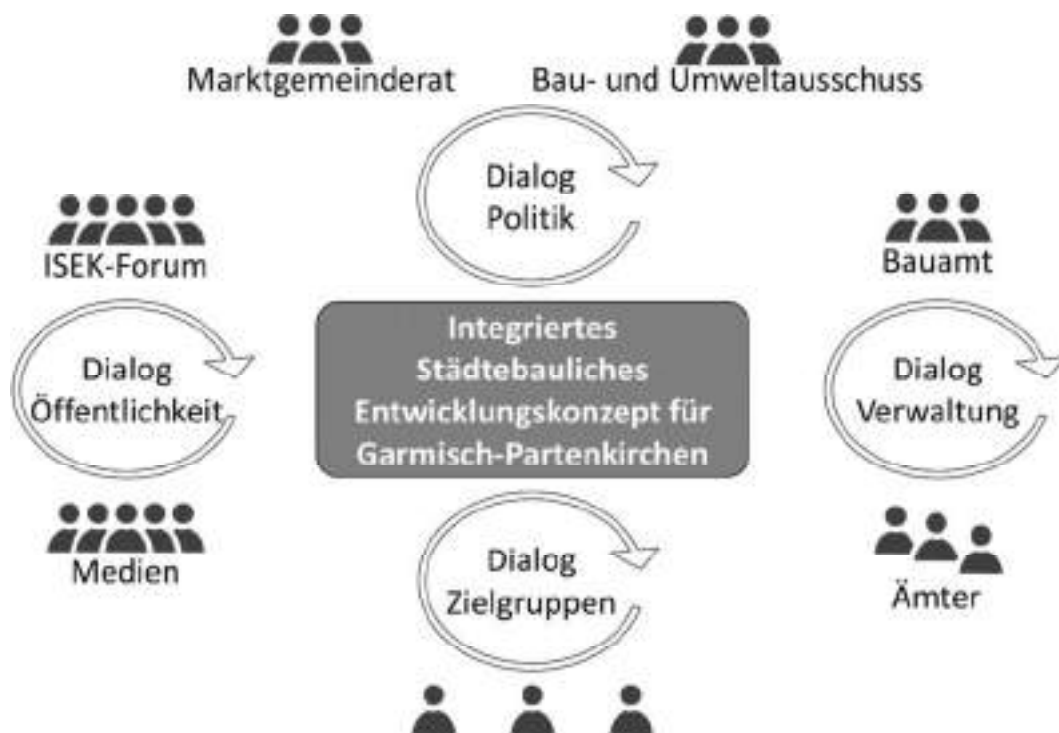 Marktgemeinderat
Bau- und Umweltausschuss
Dialog
Politik
ISEK-Forum
Bauamt
Dialog
Öffentlichkeit
Integriertes
Städtebauliches
Entwicklungskonzept für
Garmisch-Partenkirchen
Dialog
Verwaltung
Medien
Dialog
Zielgruppen
Ämter